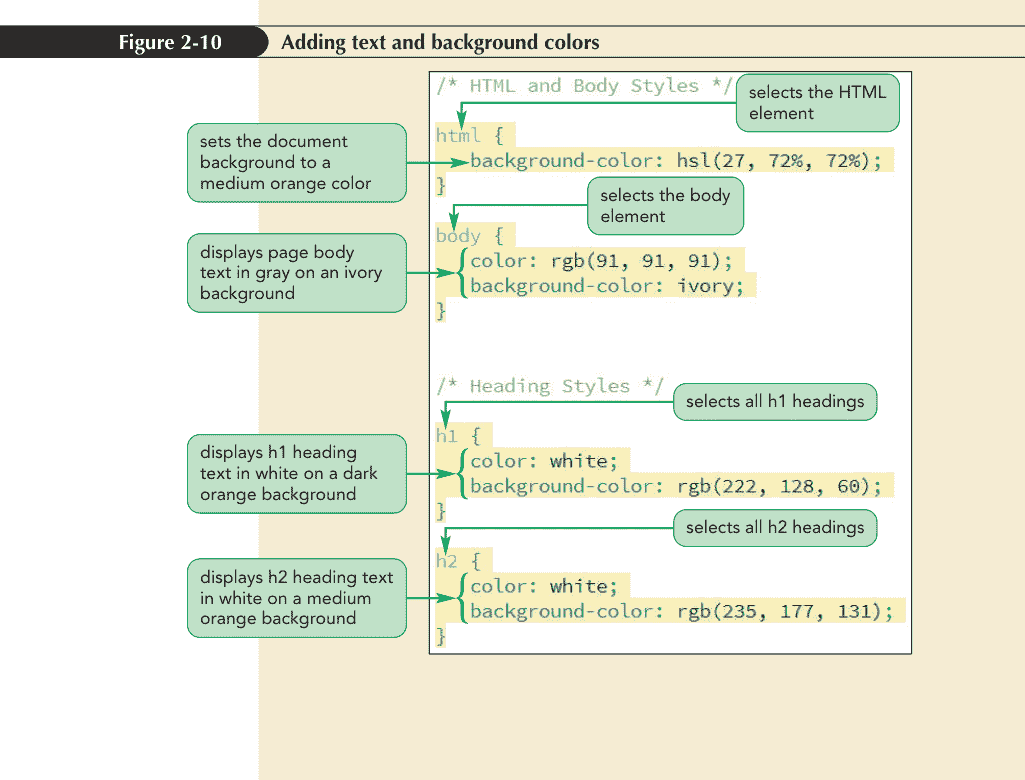 Figure 2-10 Adding text and background colors
/* HTML and Body Styles */
selects the HTML
element
html {
sets the document
background to a
medium orange color
background-color: hsl(27, 72%, 72%);
}
selects the body
element
body {
displays page body
text in gray on an ivory
background
color: rgb(91, 91, 91);
background-color: ivory;
}
/* Heading Styles */
selects all h1 headings
h1 {
displays h1 heading
text in white on a dark
orange background
color: white;
background-color: rgb(222, 128, 60);
}
selects all h2 headings
h2 {
displays h2 heading text
in white on a medium
orange background
color: white;
background-color: rgb(235, 177, 131);
}